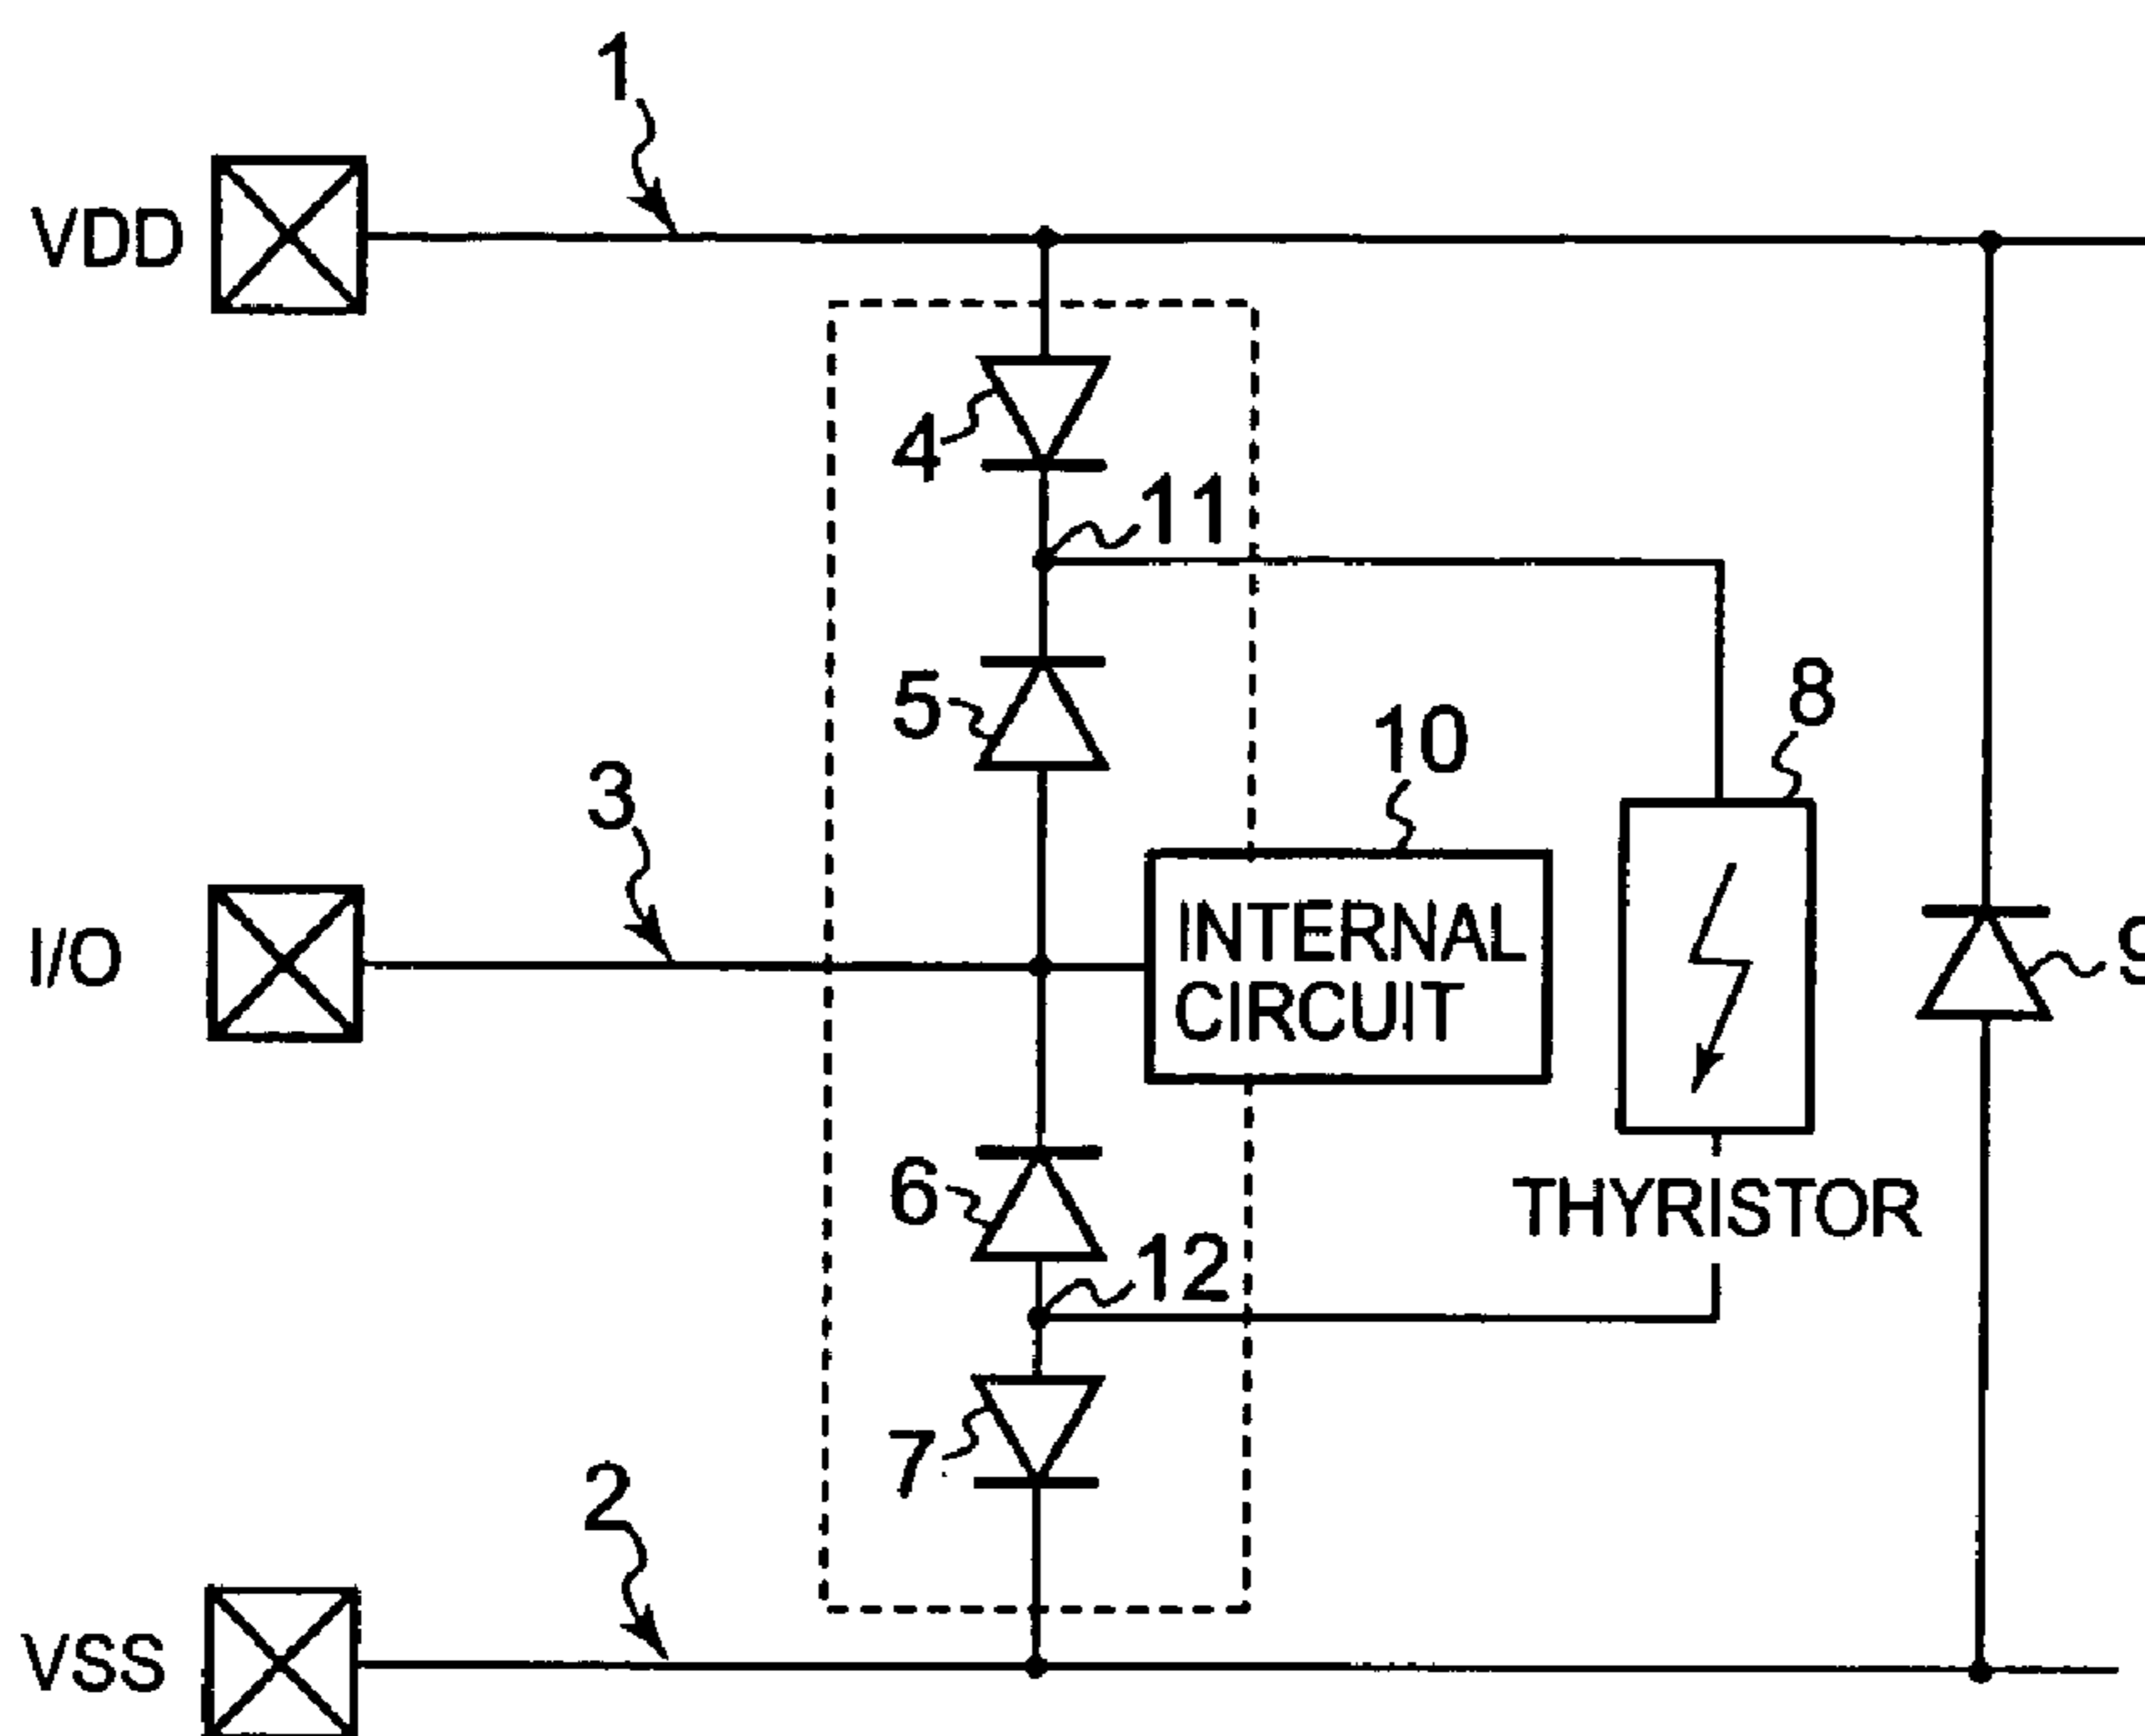 1
VDD
4
11
5
10
8
3
I/O
INTERNAL
CIRCUIT
9
6
THYRISTOR
12
7
2
VSS